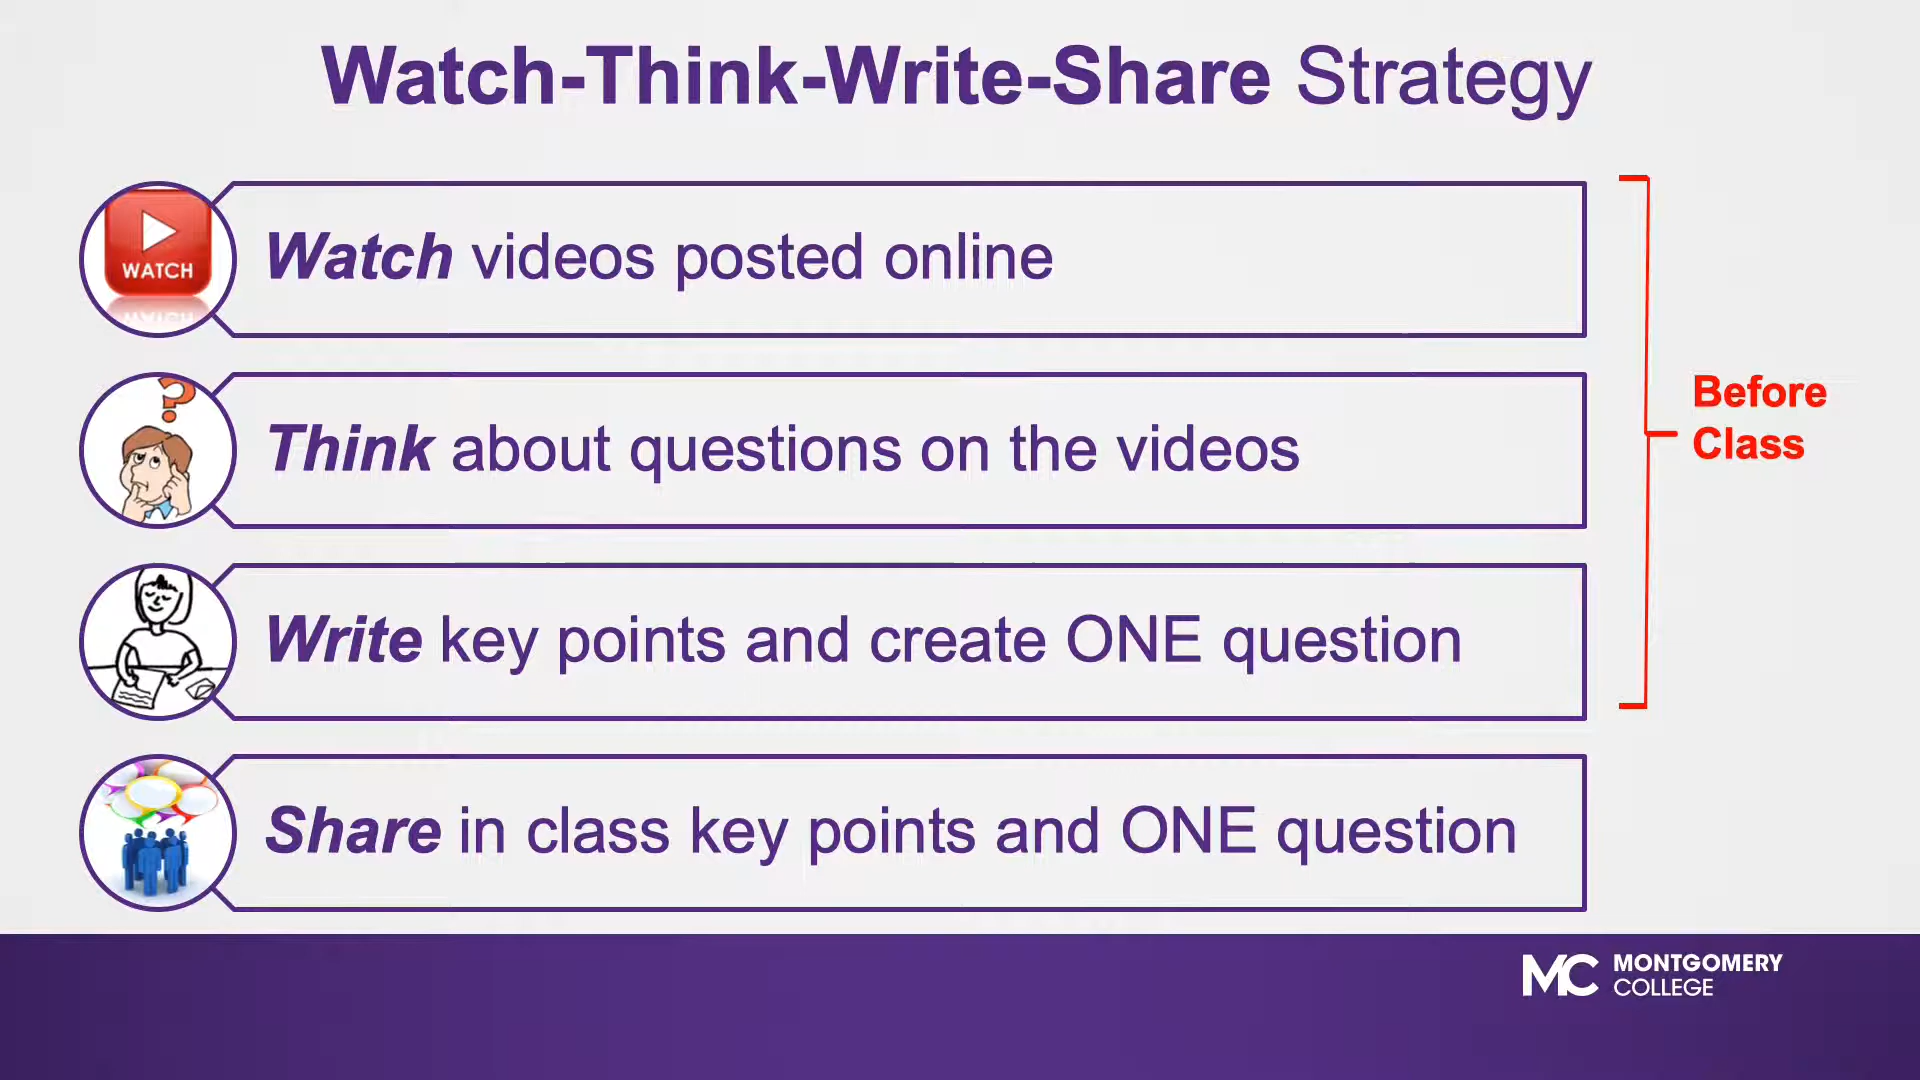 Watch-Think-Write-Share Strategy
WATCH
Watch videos posted online
?
Think about questions on the videos
Write key points and create ONE question
Share in class key points and ONE question
Before
Class
MC MONTGOMERY
COLLEGE